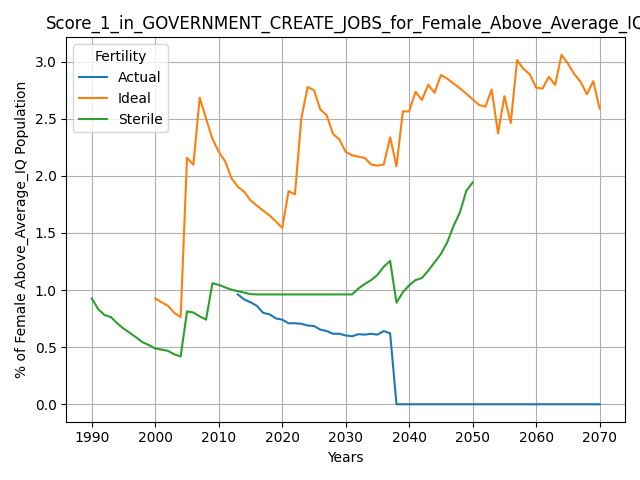 Score_1_in_GOVERNMENT_CREATE_JOBS_for_Female_Above_Average_IQ
Fertility
Actual
Ideal
Sterile
% of Female Above_Average_IQ Population
3.0
2.5
2.0
1.5
1.0
0.5
0.0
1990 2000 2010 2020 2030 2040 2050 2060 2070
Years